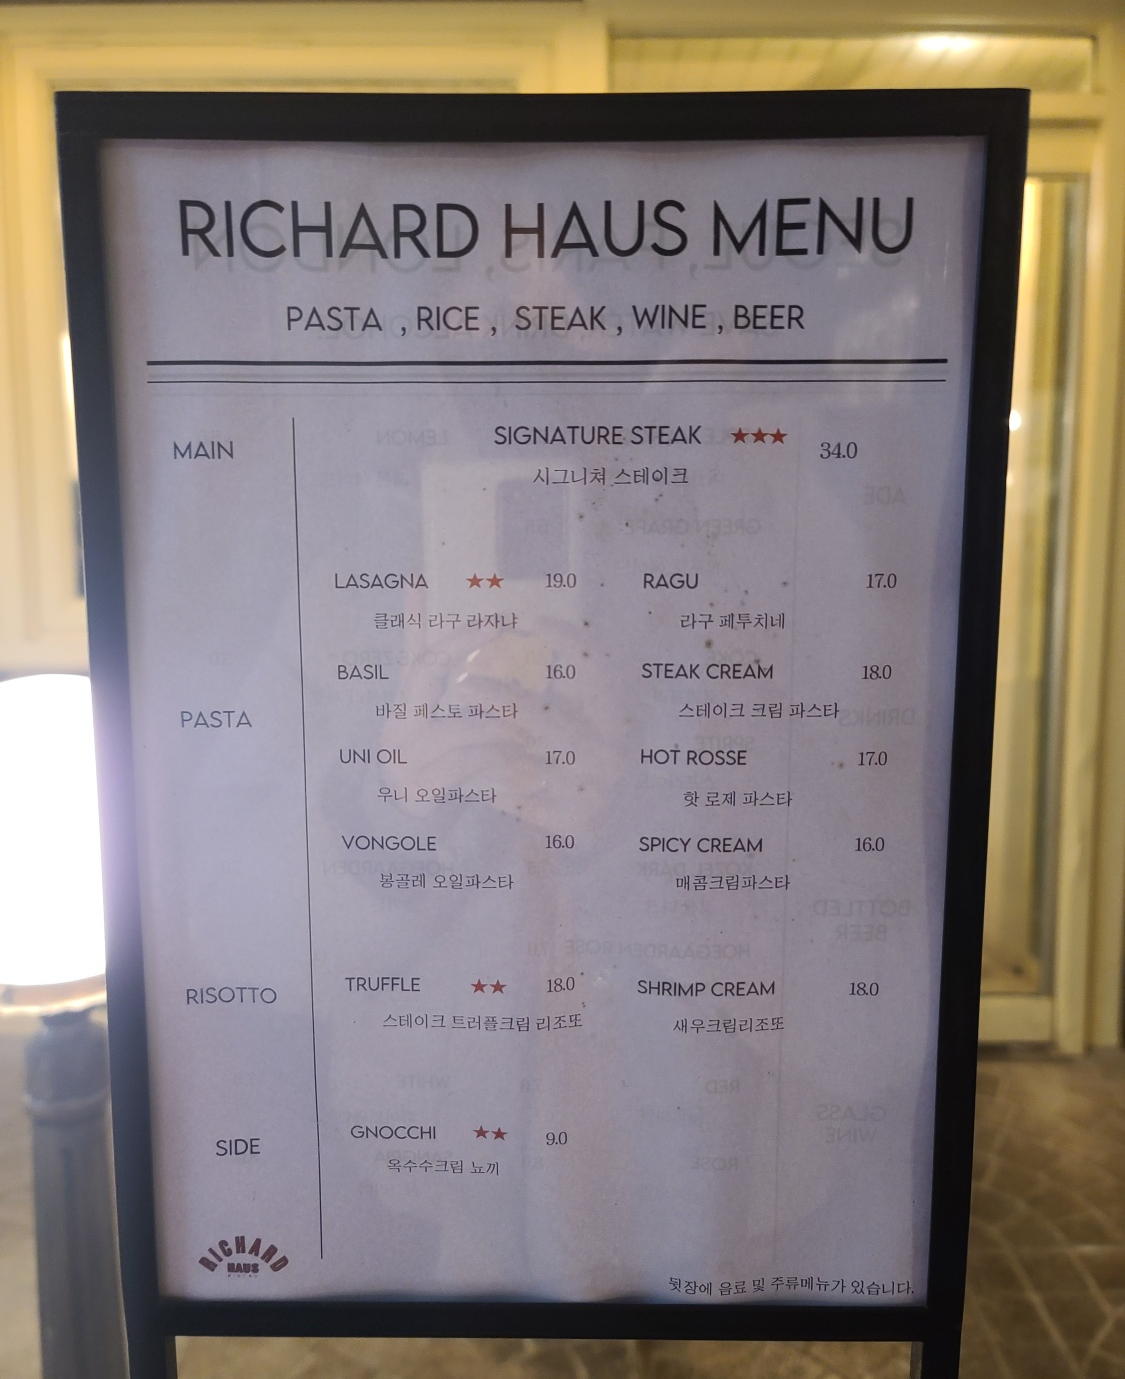 RICHARD HAUS MENU
PASTA , RICE , STEAK , WINE , BEER
MAIN
SIGNATURE STEAK ★★★ 34.0
시그니쳐 스테이크
PASTA
LASAGNA ★★ 19.0
클래식 라구 라자냐
RAGU 17.0
라구 페투치네
BASIL 16.0
바질 페스토 파스타
STEAK CREAM 18.0
스테이크 크림 파스타
UNI OIL 17.0
우니 오일파스타
HOT ROSSE 17.0
핫 로제 파스타
VONGOLE 16.0
봉골레 오일파스타
SPICY CREAM 16.0
매콤크림파스타
RISOTTO
TRUFFLE ★★ 18.0
스테이크 트러플크림 리조또
SHRIMP CREAM 18.0
새우크림리조또
SIDE
GNOCCHI ★★ 9.0
옥수수크림 뇨끼
RICHARD
HAUS
뒷장에 음료 및 주류메뉴가 있습니다.